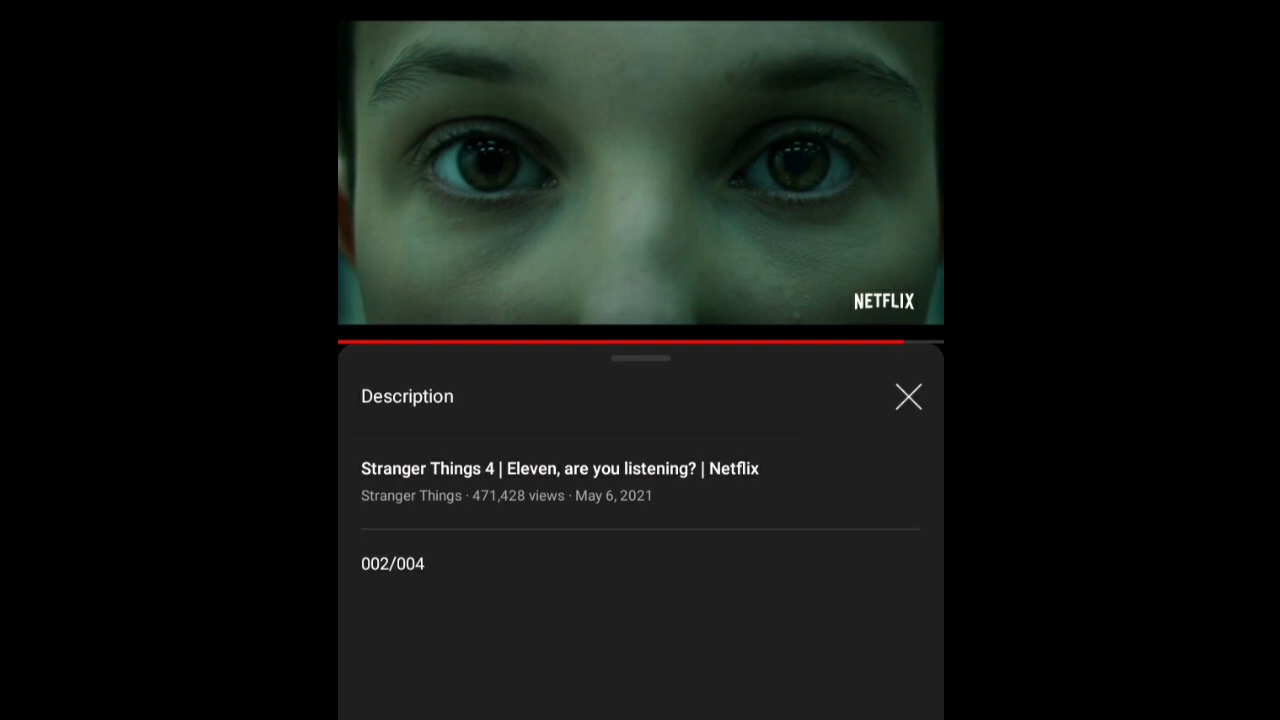 NETFLIX
Description
Stranger Things 4 | Eleven, are you listening? | Netflix
Stranger Things · 471,428 views · May 6, 2021
002/004